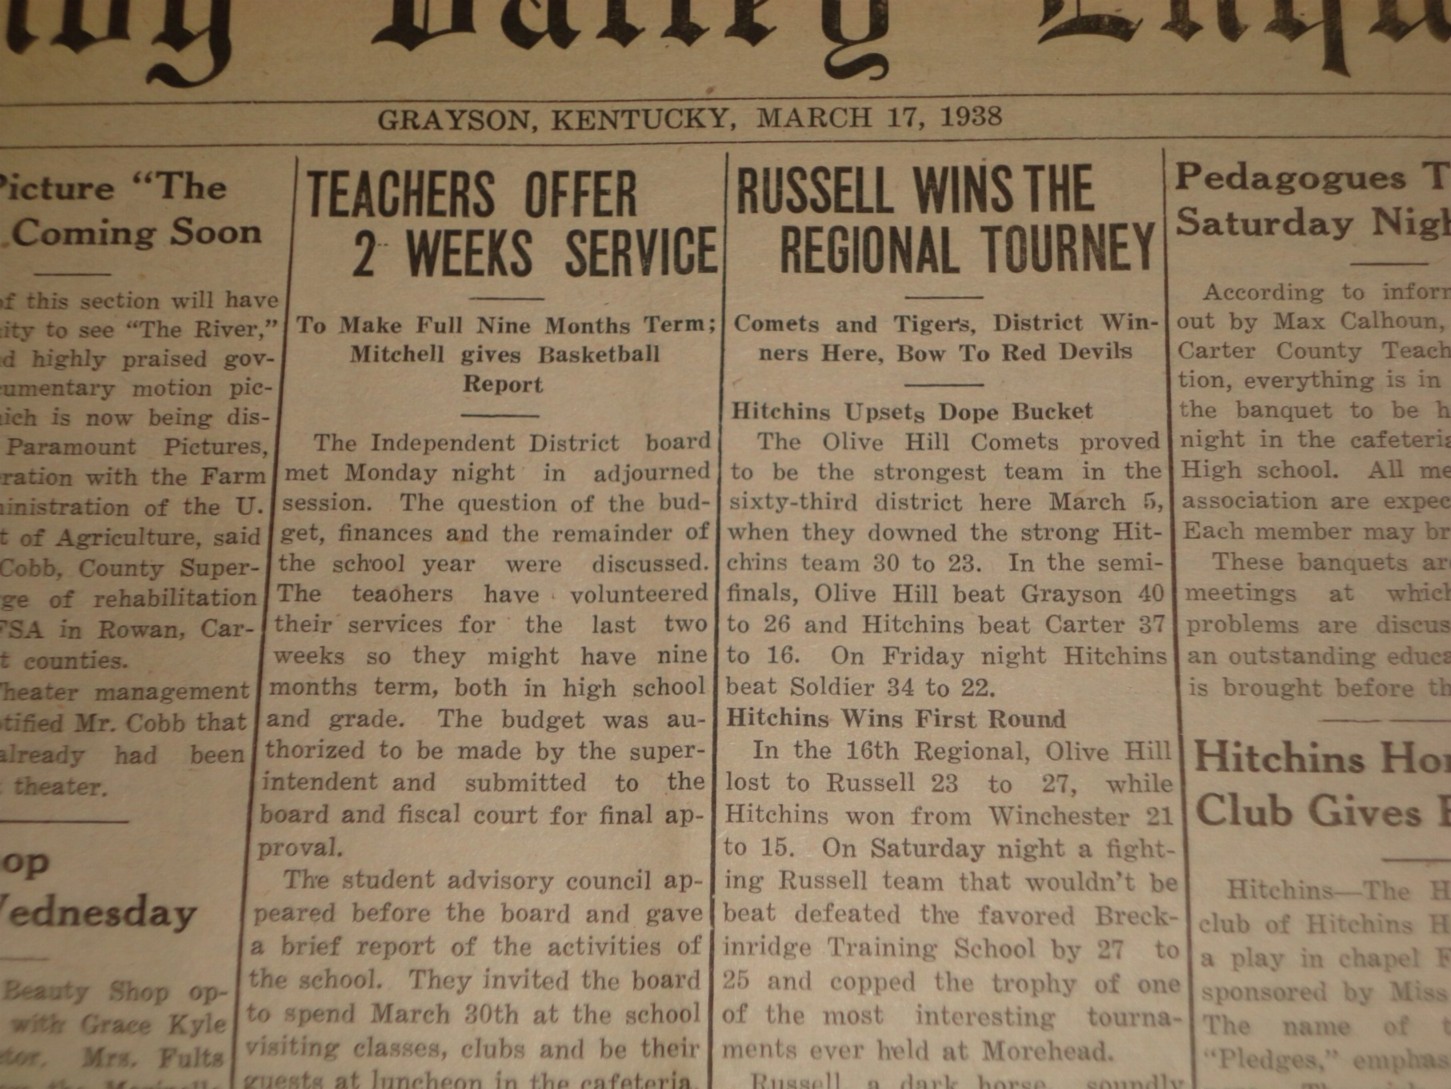 Valley
GRAYSON, KENTUCKY, MARCH 17, 1938
Picture "The
Coming Soon
of this section will have
to see "The River,"
highly praised gov-
motion pic-
is now being dis-
Paramount Pictures,
with the Farm
of the U.
of Agriculture, said
Cobb, County Super-
of rehabilitation
FSA in Rowan, Car-
counties.
Theater management
Mr. Cobb that
already had been
theater.
Wednesday
Beauty Shop op-
with Grace Kyle
Mrs. Fults
TEACHERS OFFER
2 WEEKS SERVICE
To Make Full Nine Months Term;
Mitchell gives Basketball
Report
The Independent District board
met Monday night in adjourned
session. The question of the bud-
get, finances and the remainder of
the school year were discussed.
The teachers have volunteered
their services for the last two
weeks so they might have nine
months term, both in high school
and grade. The budget was au-
thorized to be made by the super-
intendent and submitted to the
board and fiscal court for final ap-
proval.
The student advisory council ap-
peared before the board and gave
a brief report of the activities of
the school. They invited the board
to spend March 30th at the school
visiting classes, clubs and be their
guests at luncheon in the cafeteria.
RUSSELL WINS THE
REGIONAL TOURNEY
Comets and Tigers, District Win-
ners Here, Bow To Red Devils
Hitchins Upsets Dope Bucket
The Olive Hill Comets proved
to be the strongest team in the
sixty-third district here March 5,
when they downed the strong Hit-
chins team 30 to 23. In the semi-
finals, Olive Hill beat Grayson 40
to 26 and Hitchins beat Carter 37
to 16. On Friday night Hitchins
beat Soldier 34 to 22.
Hitchins Wins First Round
In the 16th Regional, Olive Hill
lost to Russell 23 to 27, while
Hitchins won from Winchester 21
to 15. On Saturday night a fight-
ing Russell team that wouldn't be
beat defeated the favored Breck-
inridge Training School by 27 to
25 and copped the trophy of one
of the most interesting tourna-
ments ever held at Morehead.
Russell a dark horse, soundly
Pedagogues
Saturday
According to
out by Max Calhoun,
Carter County
tion, everything is in
the banquet to be
night in the
High school. All
association are
Each member may
These banquets
meetings at
problems are
an outstanding
is brought before
Hitchins
Club Gives
Hitchins—The
club of Hitchins
a play in chapel
sponsored by Miss
The name of
"Pledges,"